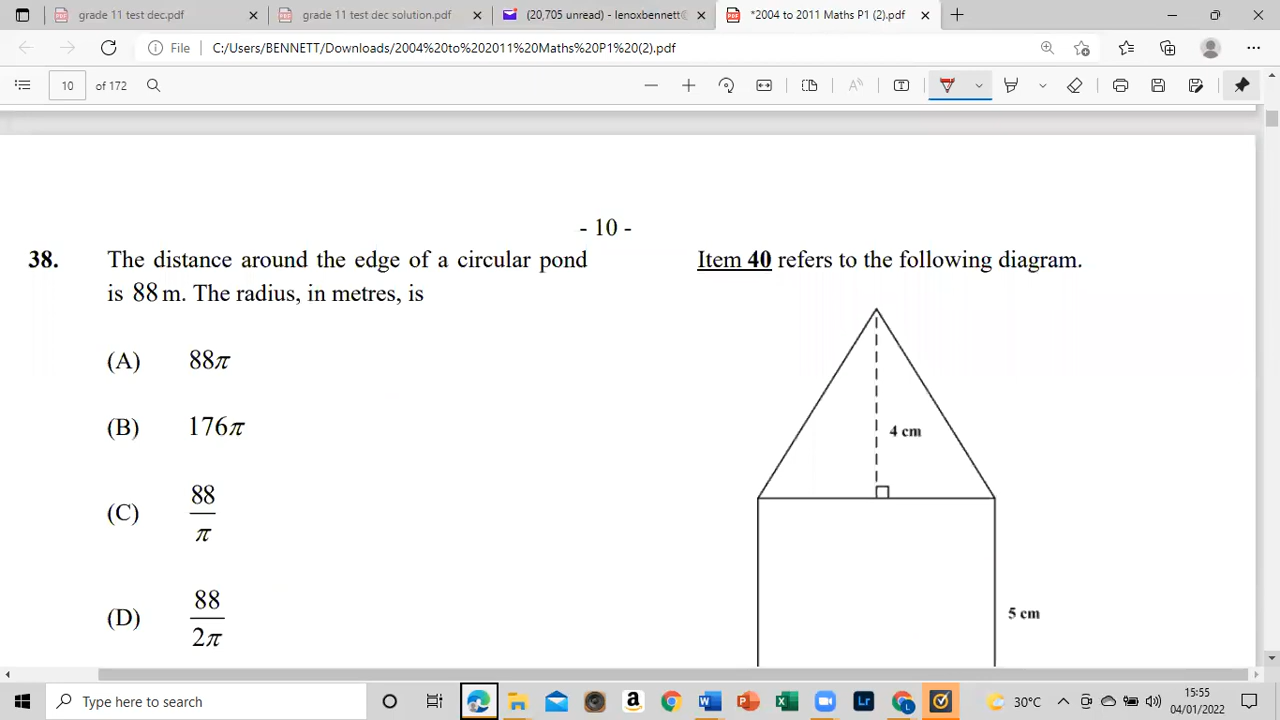 grade 11 test dec.pdf
grade 11 test dec solution.pdf
(20,705 unread) - lenoxbennett
*2004 to 2011 Maths P1 (2).pdf
File
C:/Users/BENNETT/Downloads/2004%20to%202011%20Maths%20P1%20(2).pdf
10 of 172
- 10 -
38. The distance around the edge of a circular pond
is 88 m. The radius, in metres, is
(A) 88π
(B) 176π
(C) 88/π
(D) 88/2π
Item 40 refers to the following diagram.
4 cm
5 cm
Type here to search
30°C
15:55
04/01/2022